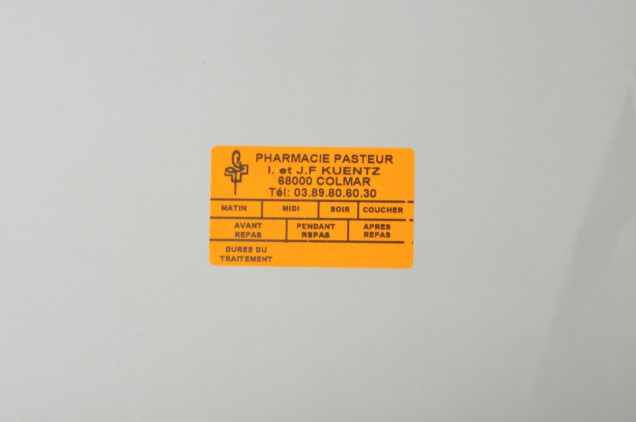 PHARMACIE PASTEUR
I. et J.F KUENTZ
68000 COLMAR
Tél: 03.89.80.60.30
MATIN MIDI SOIR COUCHER
AVANT REPAS PENDANT REPAS APRES REPAS
DUREE DU
TRAITEMENT